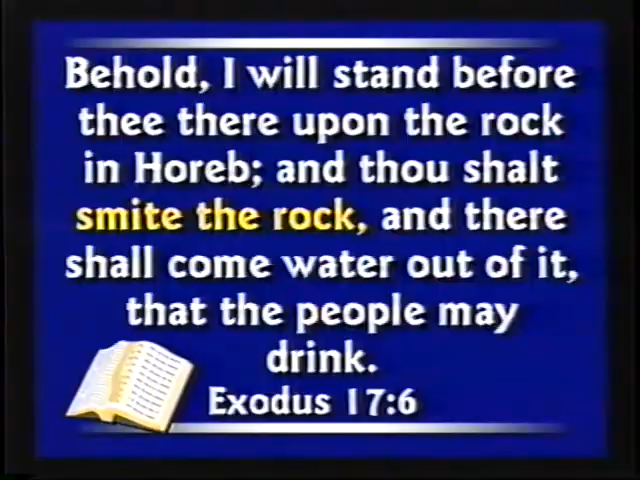 Behold, I will stand before
thee there upon the rock
in Horeb; and thou shalt
smite the rock, and there
shall come water out of it,
that the people may
drink.
Exodus 17:6